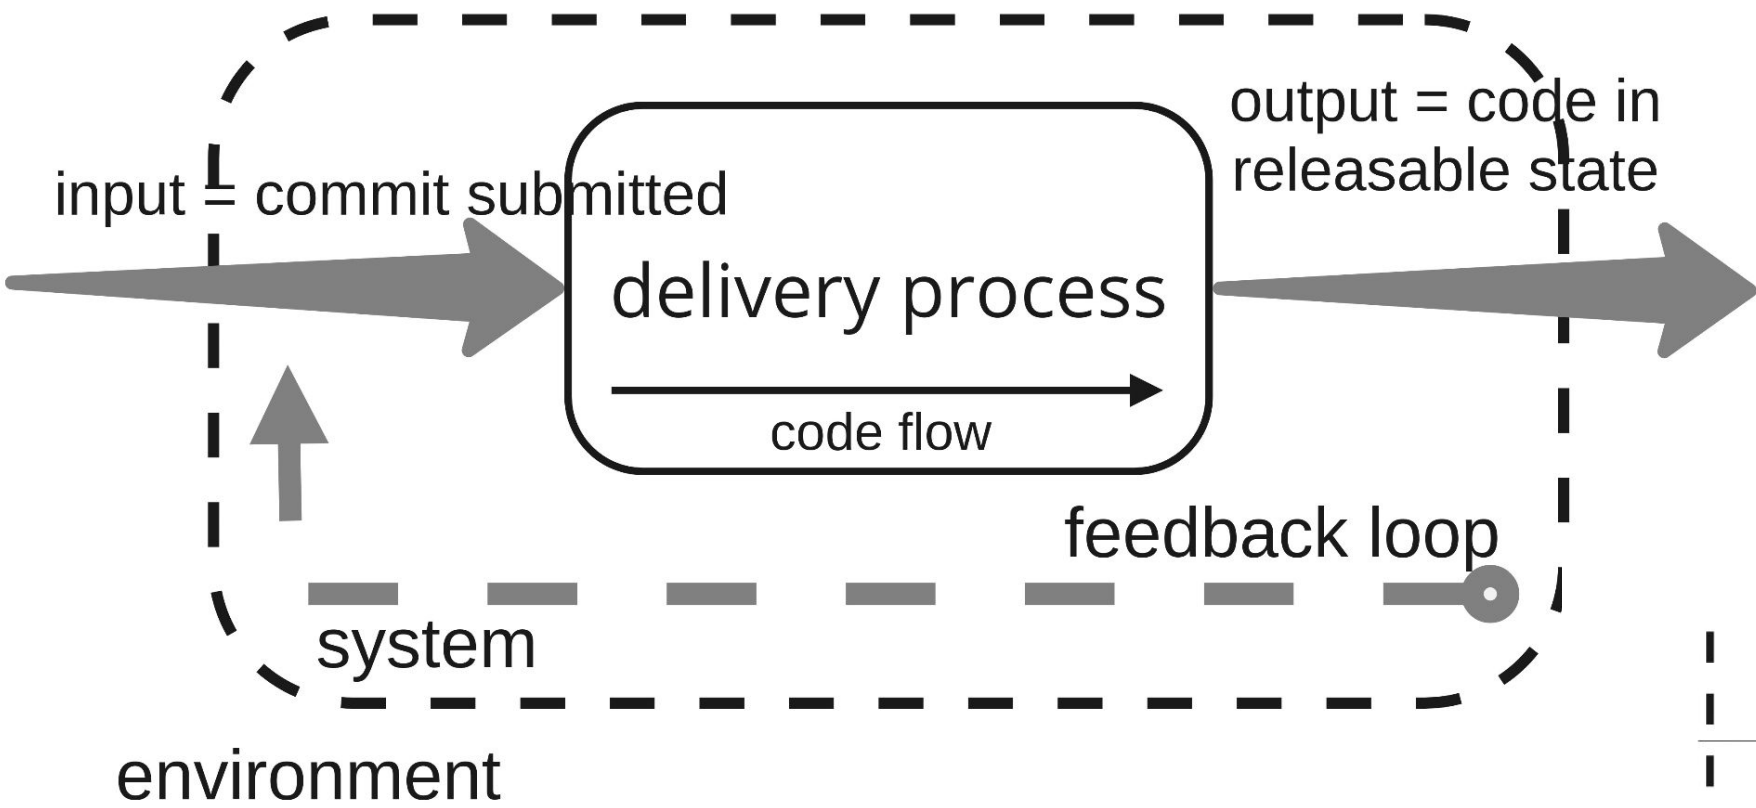 output = code in
releasable state
input = commit submitted
delivery process
code flow
feedback loop
system
environment